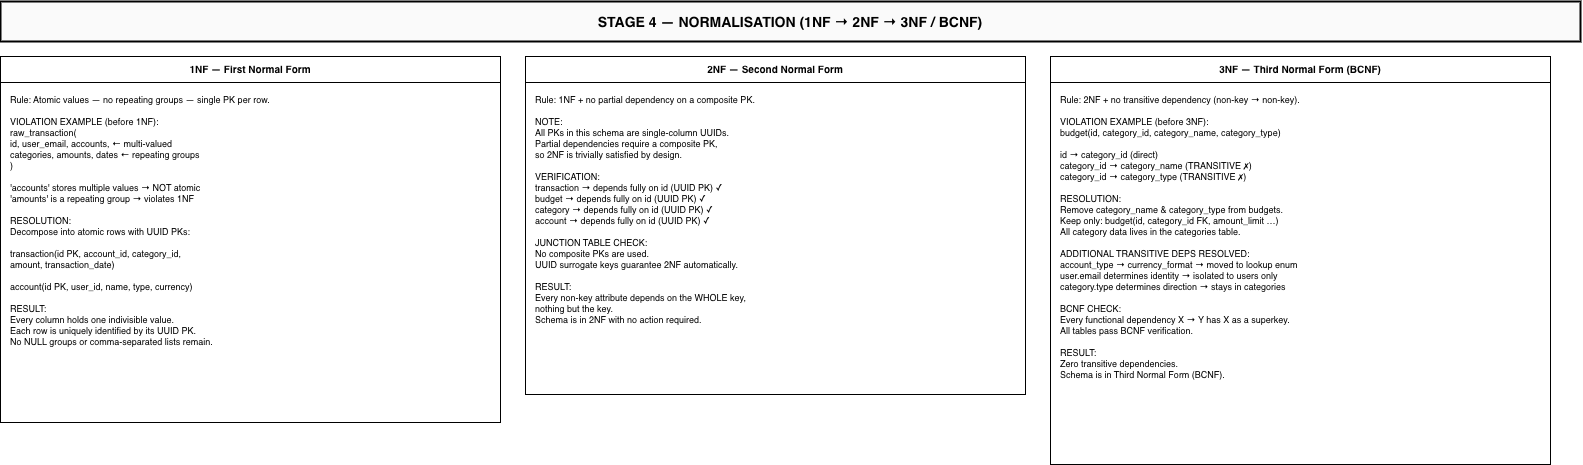 STAGE 4 — NORMALISATION (1NF → 2NF → 3NF / BCNF)
1NF — First Normal Form
Rule: Atomic values — no repeating groups — single PK per row.
VIOLATION EXAMPLE (before 1NF):
raw_transaction(
id, user_email, accounts, ← multi-valued
categories, amounts, dates ← repeating groups
)
'accounts' stores multiple values → NOT atomic
'amounts' is a repeating group → violates 1NF
RESOLUTION:
Decompose into atomic rows with UUID PKs:
transaction(id PK, account_id, category_id,
amount, transaction_date)
account(id PK, user_id, name, type, currency)
RESULT:
Every column holds one indivisible value.
Each row is uniquely identified by its UUID PK.
No NULL groups or comma-separated lists remain.
2NF — Second Normal Form
Rule: 1NF + no partial dependency on a composite PK.
NOTE:
All PKs in this schema are single-column UUIDs.
Partial dependencies require a composite PK,
so 2NF is trivially satisfied by design.
VERIFICATION:
transaction → depends fully on id (UUID PK) ✓
budget → depends fully on id (UUID PK) ✓
category → depends fully on id (UUID PK) ✓
account → depends fully on id (UUID PK) ✓
JUNCTION TABLE CHECK:
No composite PKs are used.
UUID surrogate keys guarantee 2NF automatically.
RESULT:
Every non-key attribute depends on the WHOLE key,
nothing but the key.
Schema is in 2NF with no action required.
3NF — Third Normal Form (BCNF)
Rule: 2NF + no transitive dependency (non-key → non-key).
VIOLATION EXAMPLE (before 3NF):
budget(id, category_id, category_name, category_type)
id → category_id (direct)
category_id → category_name (TRANSITIVE ✗)
category_id → category_type (TRANSITIVE ✗)
RESOLUTION:
Remove category_name & category_type from budgets.
Keep only: budget(id, category_id FK, amount_limit ...)
All category data lives in the categories table.
ADDITIONAL TRANSITIVE DEPS RESOLVED:
account_type → currency_format → moved to lookup enum
user.email determines identity → isolated to users only
category.type determines direction → stays in categories
BCNF CHECK:
Every functional dependency X → Y has X as a superkey.
All tables pass BCNF verification.
RESULT:
Zero transitive dependencies.
Schema is in Third Normal Form (BCNF).